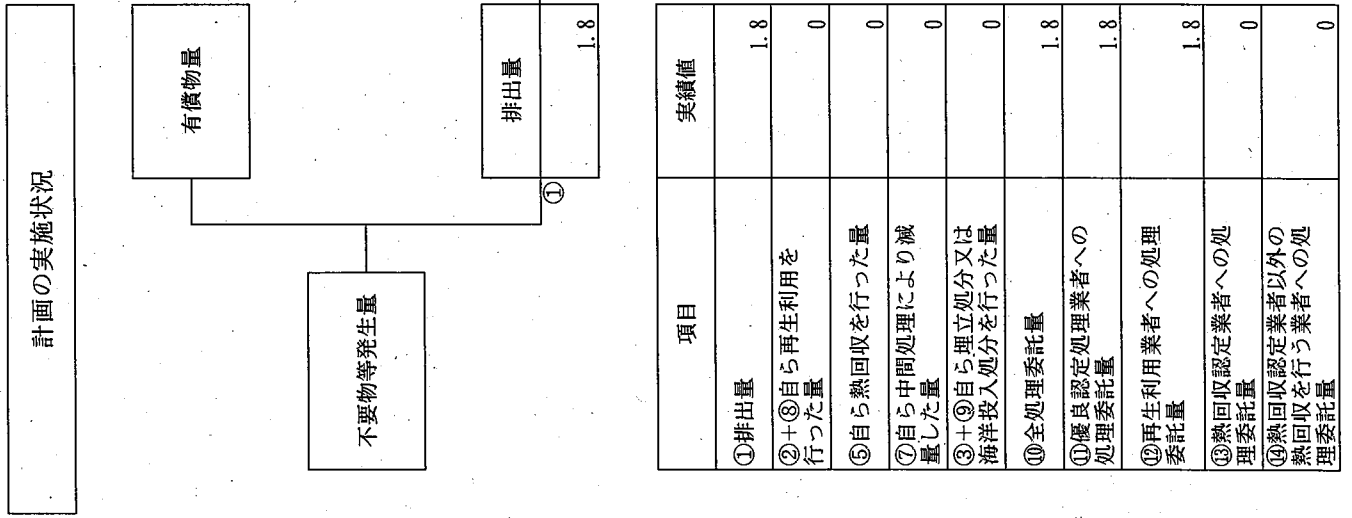 計画の実施状況
有償物量
不要物等発生量
①
排出量
1.8
項目
実績値
①排出量
1.8
②+⑧自ら再生利用を
行った量
0
⑤自ら熱回収を行った量
0
⑦自ら中間処理により減
量した量
0
③+⑨自ら埋立処分又は
海洋投入処分を行った量
0
⑩全処理委託量
1.8
⑪優良認定処理業者への
処理委託量
1.8
⑫再生利用業者への処理
委託量
1.8
⑬熱回収認定業者への処
理委託量
0
⑭熱回収認定業者以外の
熱回収を行う業者への処
理委託量
0